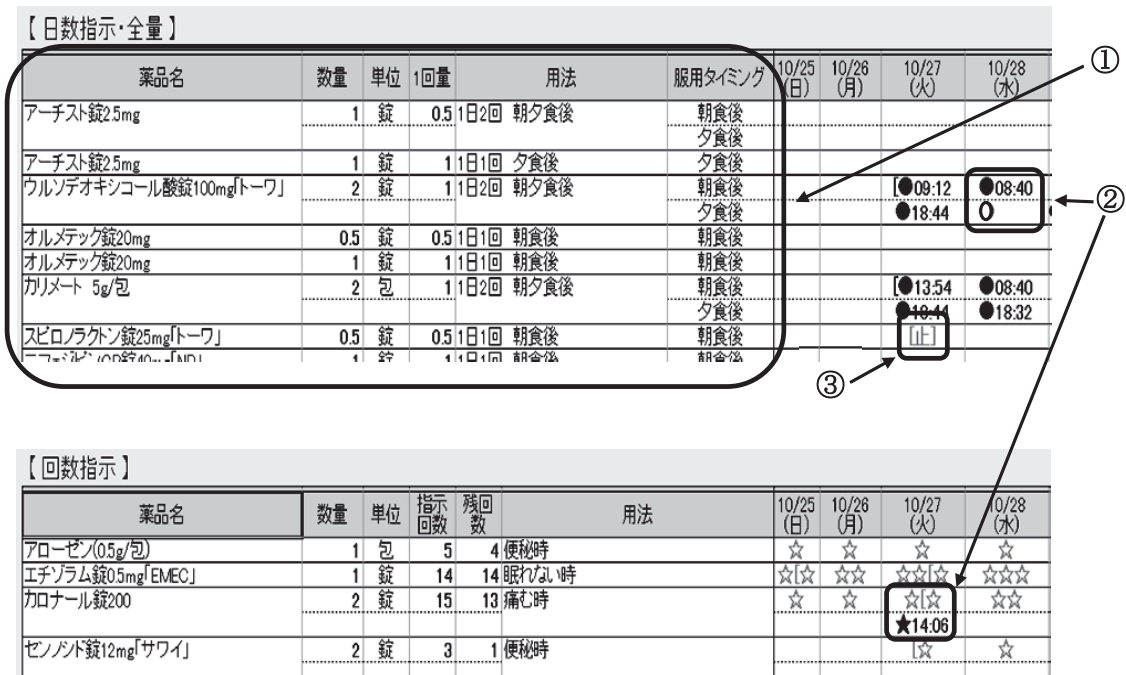 【日数指示・全量】
薬品名 数量 単位 1回量 用法 服用タイミング 10/25(日) 10/26(月) 10/27(火) 10/28(水)
①
アーチスト錠2.5mg 1 錠 0.5 1日2回 朝夕食後 朝食後
夕食後
アーチスト錠2.5mg 1 錠 1 1日1回 夕食後 夕食後
ウルソデオキシコール酸錠100mg「トーワ」 2 錠 1 1日2回 朝夕食後 朝食後 [●09:12 ●08:40
②
夕食後 ●18:44 O
オルメテック錠20mg 0.5 錠 0.5 1日1回 朝食後 朝食後
オルメテック錠20mg 1 錠 1 1日1回 朝食後 朝食後
カリメート 5g/包 2 包 1 1日2回 朝夕食後 朝食後 [●13:54 ●08:40
夕食後 ●18:44 ●18:32
スピロノラクトン錠25mg「トーワ」 0.5 錠 0.5 1日1回 朝食後 朝食後 [止]
1 錠 1 1日1回 朝食後 朝食後
③
【回数指示】
薬品名 数量 単位 指示回数 残回数 用法 10/25(日) 10/26(月) 10/27(火) 10/28(水)
アローゼン(0.5g/包) 1 包 5 4 便秘時 ☆ ☆ ☆ ☆
エチゾラム錠0.5mg「EMEC」 1 錠 14 14 眠れない時 ☆[☆ ☆☆ ☆☆[☆ ☆☆☆
カロナール錠200 2 錠 15 13 痛む時 ☆ ☆ ☆[☆ ☆☆
★14:06
センノシド錠12mg「サワイ」 2 錠 3 1 便秘時 [☆ ☆